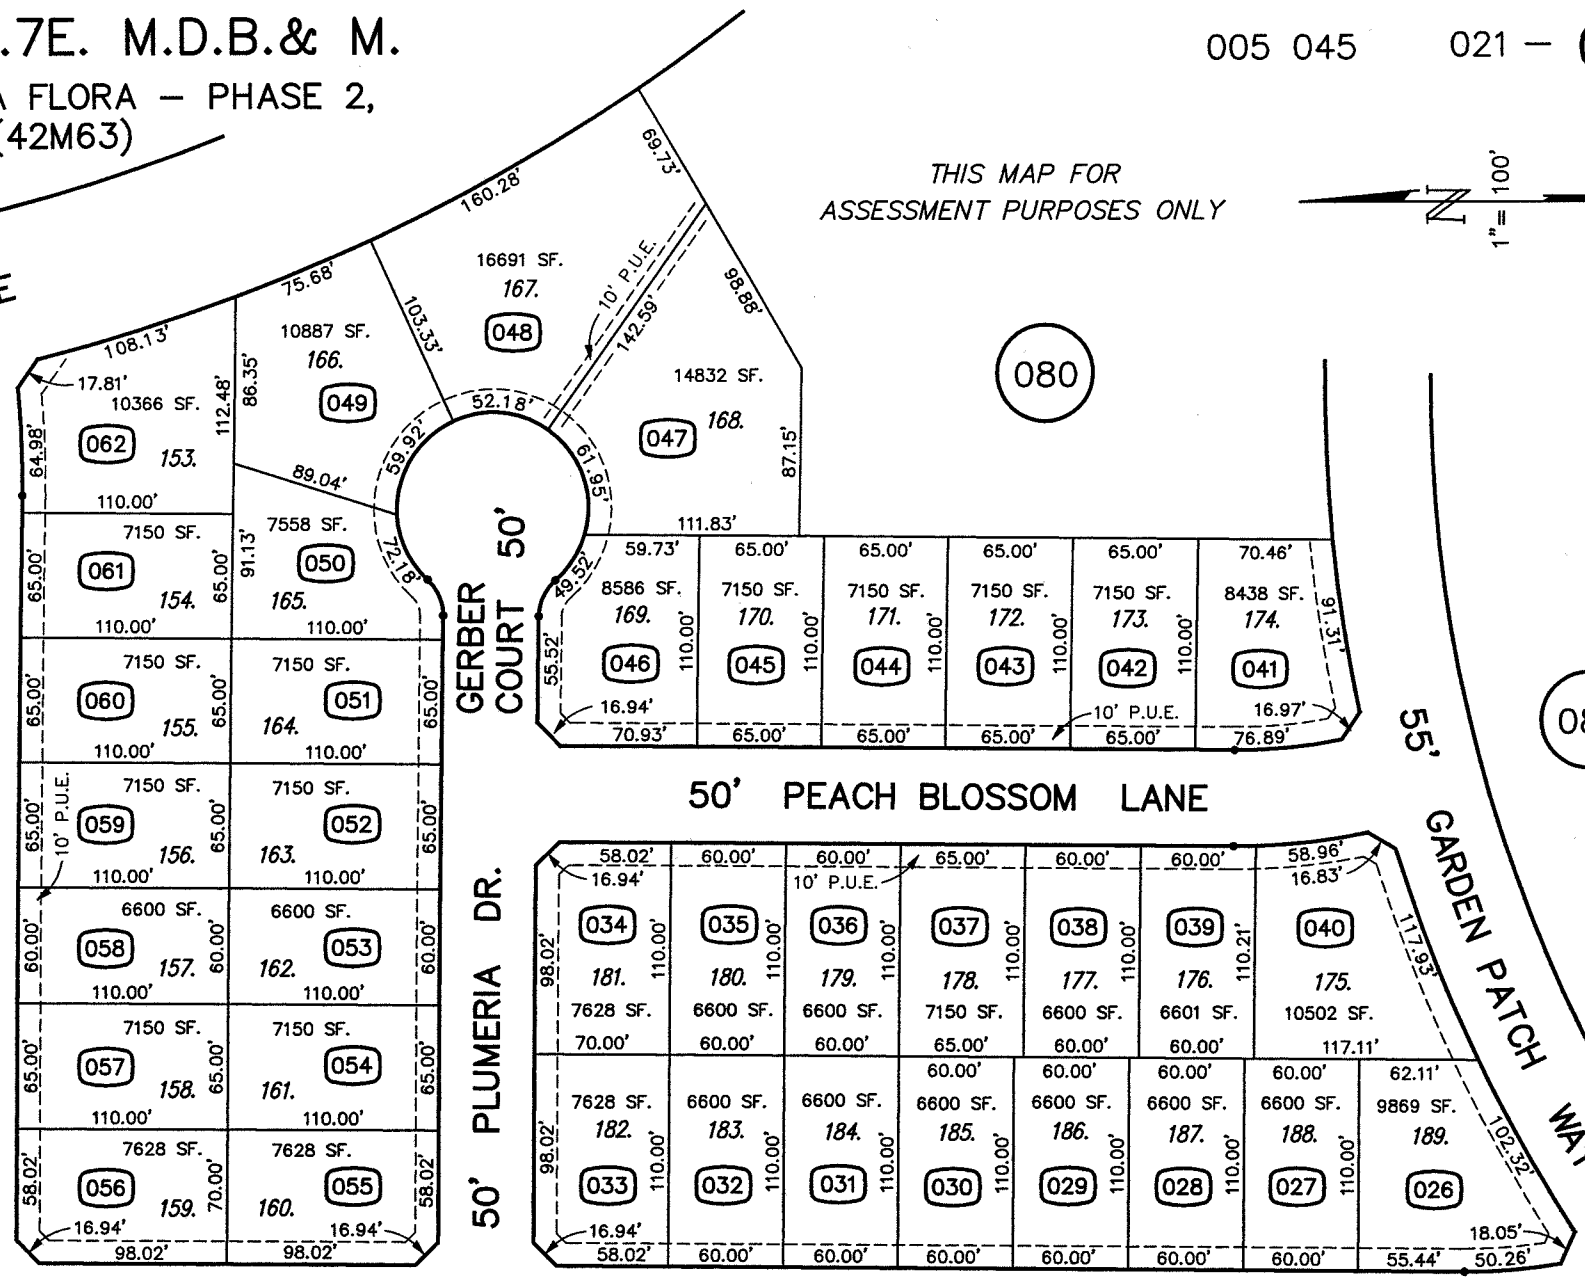 .7E. M.D.B.& M.
A FLORA – PHASE 2,
(42M63)
005 045 021 –
THIS MAP FOR
ASSESSMENT PURPOSES ONLY
N
1"= 100'
E
160.28'
69.73'
75.68'
108.13'
16691 SF.
167.
048
10' P.U.E.
142.59'
98.88'
103.33'
10887 SF.
166.
049
86.35'
112.48'
17.81'
10366 SF.
062
153.
64.98'
110.00'
14832 SF.
168.
047
87.15'
111.83'
080
52.18'
59.92'
61.95'
89.04'
72.18'
49.52'
GERBER
COURT 50'
7150 SF.
061
154.
65.00'
65.00'
110.00'
7558 SF.
050
165.
91.13'
110.00'
7150 SF.
060
155.
65.00'
65.00'
110.00'
7150 SF.
051
164.
65.00'
110.00'
7150 SF.
059
156.
65.00'
65.00'
110.00'
10' P.U.E.
7150 SF.
052
163.
65.00'
110.00'
6600 SF.
058
157.
60.00'
60.00'
110.00'
6600 SF.
053
162.
60.00'
110.00'
7150 SF.
057
158.
65.00'
65.00'
110.00'
7150 SF.
054
161.
65.00'
110.00'
7628 SF.
056
159.
58.02'
70.00'
16.94'
98.02'
7628 SF.
055
160.
58.02'
16.94'
98.02'
59.73' 65.00' 65.00' 65.00' 65.00' 70.46'
8586 SF. 7150 SF. 7150 SF. 7150 SF. 7150 SF. 8438 SF.
169. 170. 171. 172. 173. 174.
046 045 044 043 042 041
55.52' 110.00' 110.00' 110.00' 110.00' 110.00' 91.31'
16.94' 10' P.U.E. 16.97'
70.93' 65.00' 65.00' 65.00' 65.00' 76.89'
50' PEACH BLOSSOM LANE
55' GARDEN PATCH WAY
08
50' PLUMERIA DR.
58.02' 60.00' 60.00' 65.00' 60.00' 60.00' 58.96'
16.94' 10' P.U.E. 16.83'
034 035 036 037 038 039 040
98.02' 110.00' 110.00' 110.00' 110.00' 110.00' 110.21' 117.93'
181. 180. 179. 178. 177. 176. 175.
7628 SF. 6600 SF. 6600 SF. 7150 SF. 6600 SF. 6601 SF. 10502 SF.
70.00' 60.00' 60.00' 65.00' 60.00' 60.00' 117.11'
60.00' 60.00' 60.00' 60.00' 62.11'
7628 SF. 6600 SF. 6600 SF. 6600 SF. 6600 SF. 6600 SF. 6600 SF. 9869 SF.
182. 183. 184. 185. 186. 187. 188. 189.
98.02' 110.00' 110.00' 110.00' 110.00' 110.00' 110.00' 110.00' 102.32'
033 032 031 030 029 028 027 026
16.94' 18.05'
58.02' 60.00' 60.00' 60.00' 60.00' 60.00' 60.00' 55.44' 50.26'